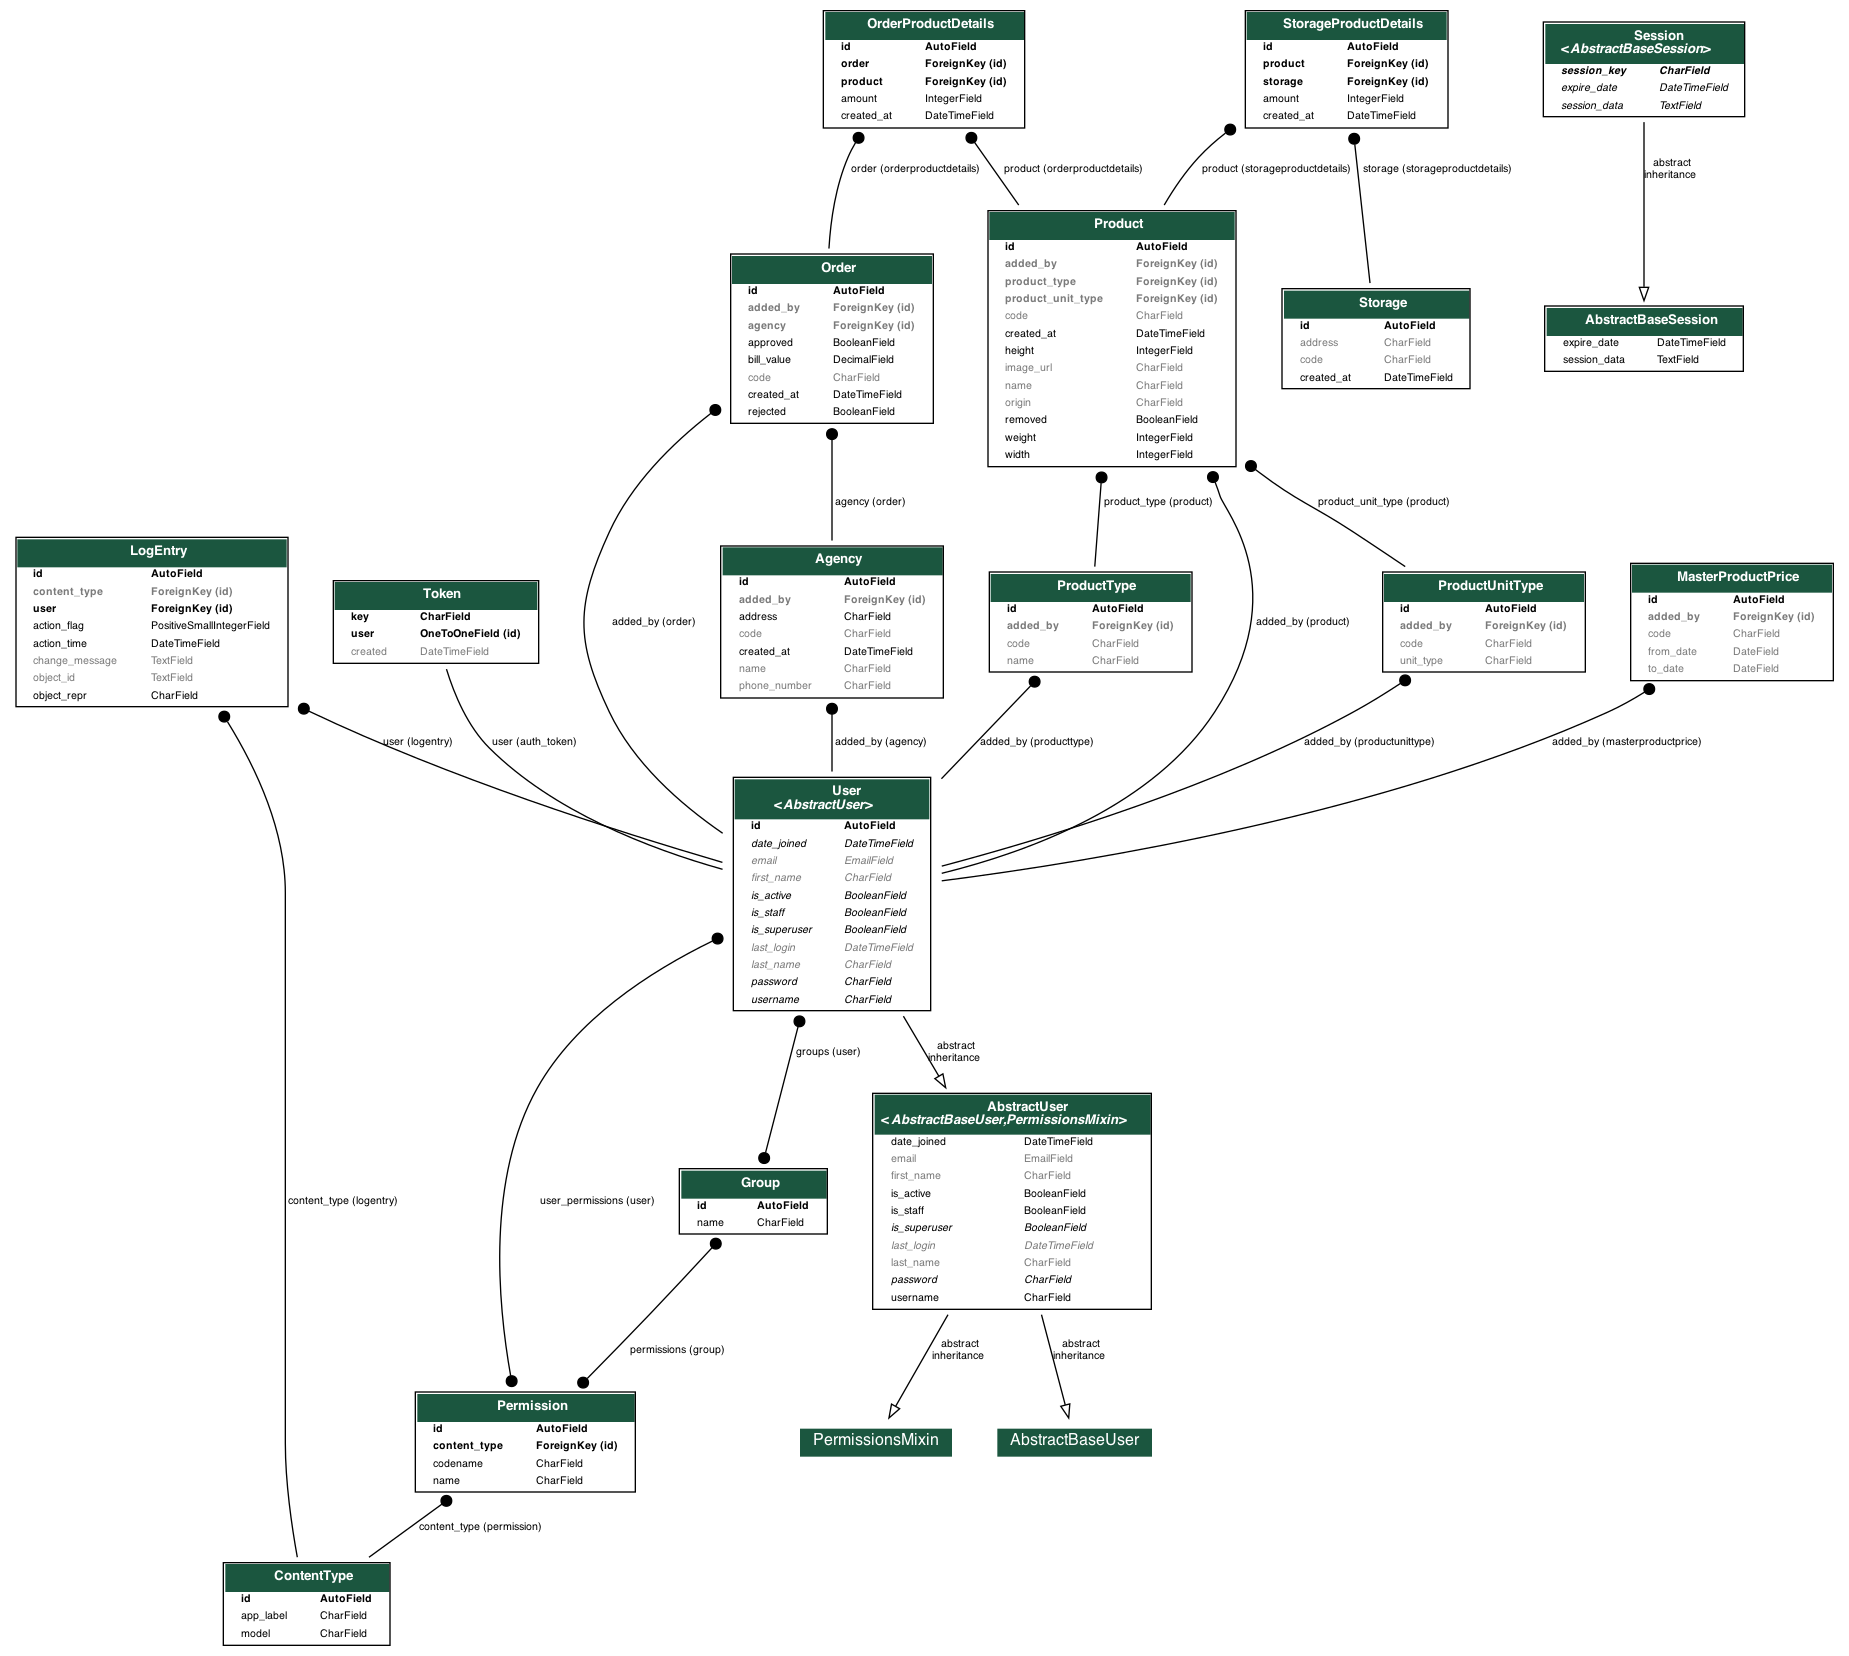 OrderProductDetails
id AutoField
order ForeignKey (id)
product ForeignKey (id)
amount IntegerField
created_at DateTimeField
StorageProductDetails
id AutoField
product ForeignKey (id)
storage ForeignKey (id)
amount IntegerField
created_at DateTimeField
Session
<AbstractBaseSession>
session_key CharField
expire_date DateTimeField
session_data TextField
order (orderproductdetails)
product (orderproductdetails)
product (storageproductdetails)
storage (storageproductdetails)
abstract
inheritance
Order
id AutoField
added_by ForeignKey (id)
agency ForeignKey (id)
approved BooleanField
bill_value DecimalField
code CharField
created_at DateTimeField
rejected BooleanField
Product
id AutoField
added_by ForeignKey (id)
product_type ForeignKey (id)
product_unit_type ForeignKey (id)
code CharField
created_at DateTimeField
height IntegerField
image_url CharField
name CharField
origin CharField
removed BooleanField
weight IntegerField
width IntegerField
Storage
id AutoField
address CharField
code CharField
created_at DateTimeField
AbstractBaseSession
expire_date DateTimeField
session_data TextField
agency (order)
product_type (product)
product_unit_type (product)
LogEntry
id AutoField
content_type ForeignKey (id)
user ForeignKey (id)
action_flag PositiveSmallIntegerField
action_time DateTimeField
change_message TextField
object_id TextField
object_repr CharField
Token
key CharField
user OneToOneField (id)
created DateTimeField
added_by (order)
Agency
id AutoField
added_by ForeignKey (id)
address CharField
code CharField
created_at DateTimeField
name CharField
phone_number CharField
ProductType
id AutoField
added_by ForeignKey (id)
code CharField
name CharField
added_by (product)
ProductUnitType
id AutoField
added_by ForeignKey (id)
code CharField
unit_type CharField
MasterProductPrice
id AutoField
added_by ForeignKey (id)
code CharField
from_date DateField
to_date DateField
user (logentry)
user (auth_token)
added_by (agency)
added_by (producttype)
added_by (productunittype)
added_by (masterproductprice)
User
<AbstractUser>
id AutoField
date_joined DateTimeField
email EmailField
first_name CharField
is_active BooleanField
is_staff BooleanField
is_superuser BooleanField
last_login DateTimeField
last_name CharField
password CharField
username CharField
groups (user)
abstract
inheritance
AbstractUser
<AbstractBaseUser,PermissionsMixin>
date_joined DateTimeField
email EmailField
first_name CharField
is_active BooleanField
is_staff BooleanField
is_superuser BooleanField
last_login DateTimeField
last_name CharField
password CharField
username CharField
content_type (logentry)
user_permissions (user)
Group
id AutoField
name CharField
permissions (group)
abstract
inheritance
abstract
inheritance
Permission
id AutoField
content_type ForeignKey (id)
codename CharField
name CharField
PermissionsMixin
AbstractBaseUser
content_type (permission)
ContentType
id AutoField
app_label CharField
model CharField